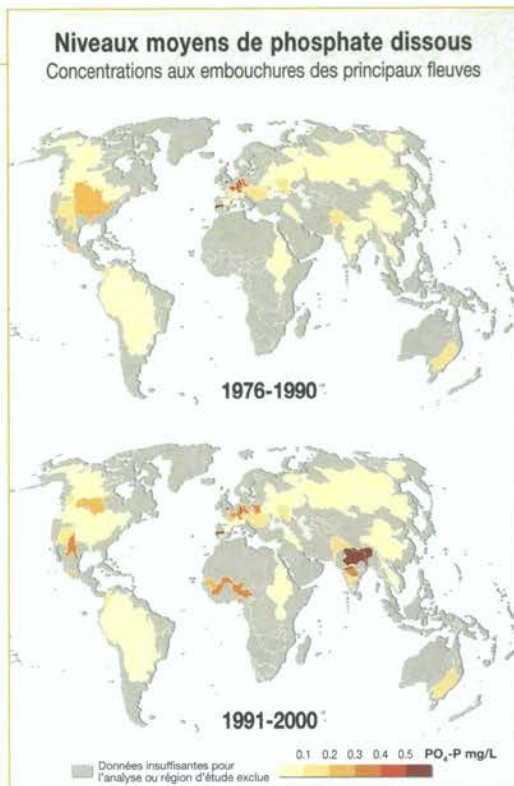 Niveaux moyens de phosphate dissous
Concentrations aux embouchures des principaux fleuves
1976-1990
1991-2000
Données insuffisantes pour
l'analyse ou région d'étude exclue
0.1 0.2 0.3 0.4 0.5 PO₄-P mg/L